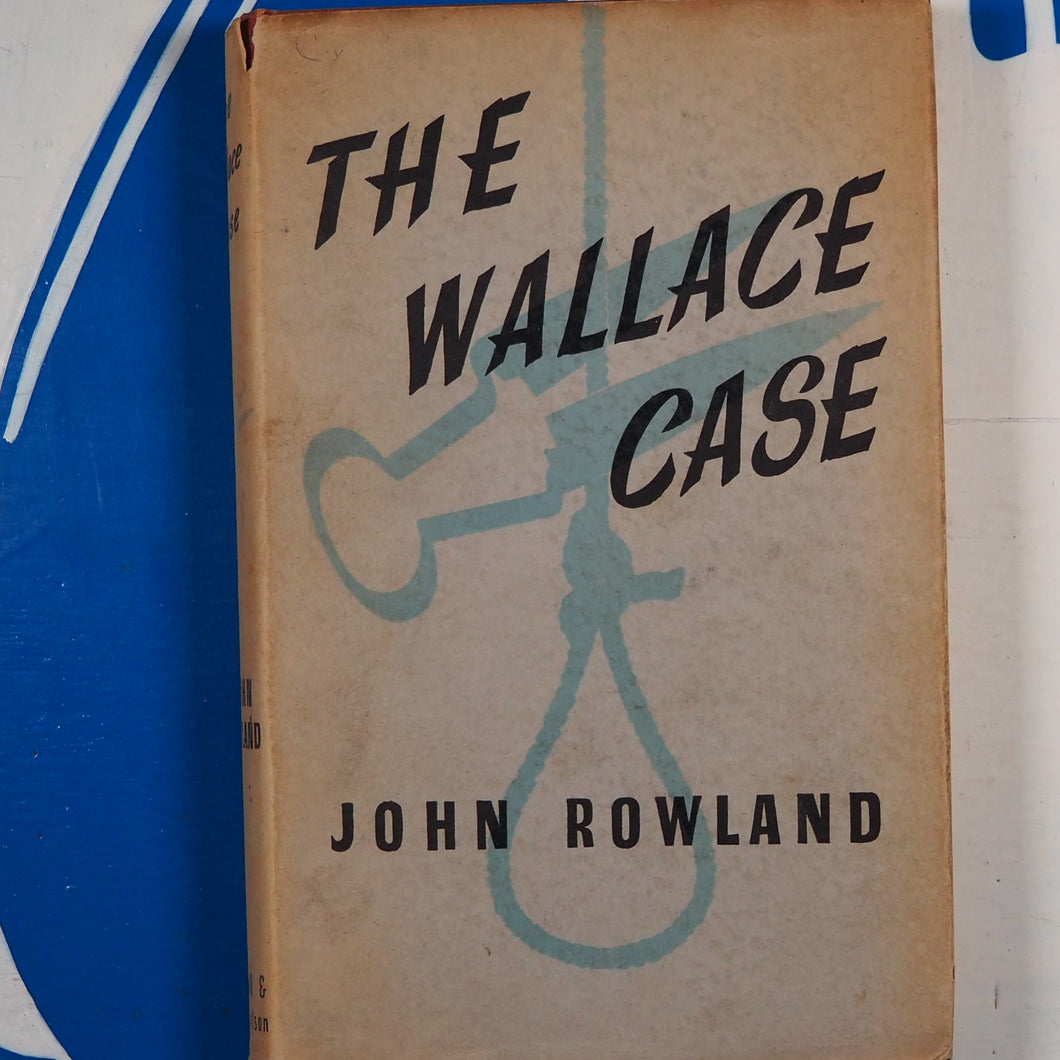 THE
WALLACE
CASE
JOHN ROWLAND